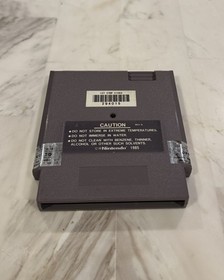 CAUTION
• DO NOT STORE IN EXTREME TEMPERATURES.
• DO NOT IMMERSE IN WATER.
• DO NOT CLEAN WITH BENZENE, THINNER,
ALCOHOL OR OTHER SUCH SOLVENTS.
Nintendo 1985